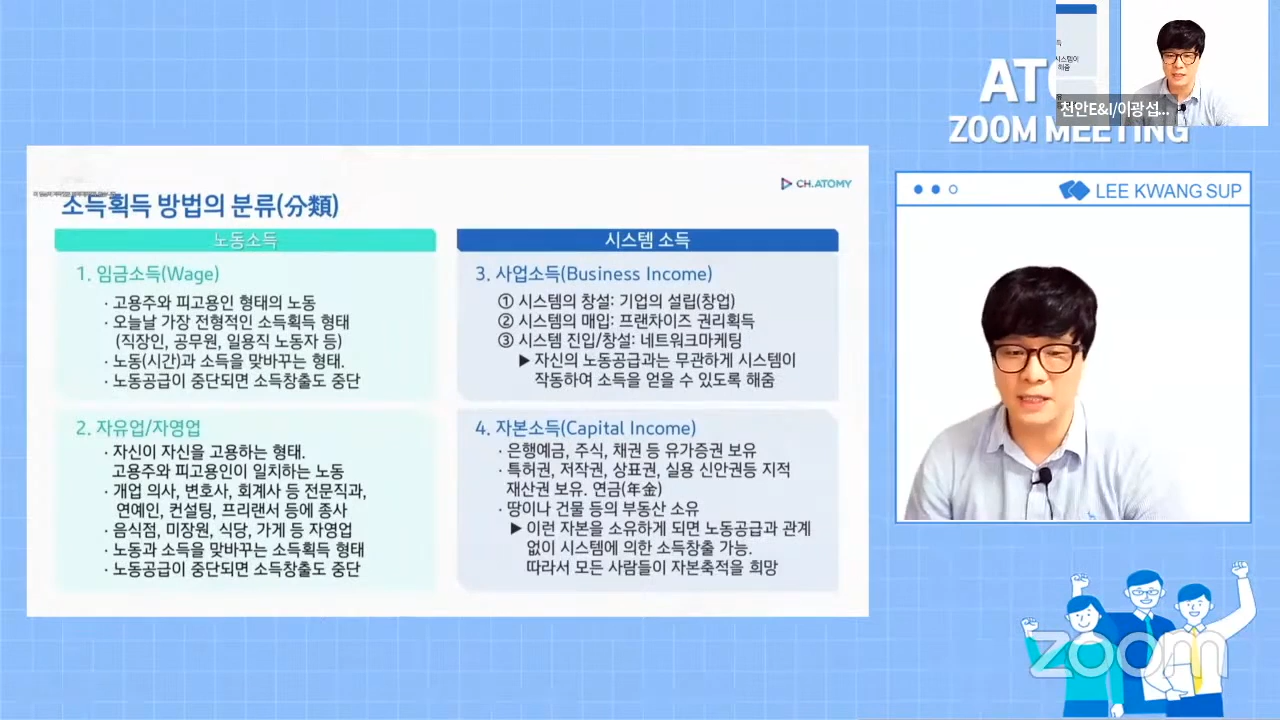 천안E&I/이광섭...
ZOOM MEETING
LEE KWANG SUP
CH.ATOMY
소득획득 방법의 분류(分類)
노동소득
1. 임금소득(Wage)
· 고용주와 피고용인 형태의 노동
· 오늘날 가장 전형적인 소득획득 형태
(직장인, 공무원, 일용직 노동자 등)
· 노동(시간)과 소득을 맞바꾸는 형태.
· 노동공급이 중단되면 소득창출도 중단
2. 자유업/자영업
· 자신이 자신을 고용하는 형태.
고용주와 피고용인이 일치하는 노동
· 개업 의사, 변호사, 회계사 등 전문직과,
연예인, 컨설팅, 프리랜서 등에 종사
· 음식점, 미장원, 식당, 가게 등 자영업
· 노동과 소득을 맞바꾸는 소득획득 형태
· 노동공급이 중단되면 소득창출도 중단
시스템 소득
3. 사업소득(Business Income)
① 시스템의 창설: 기업의 설립(창업)
② 시스템의 매입: 프랜차이즈 권리획득
③ 시스템 진입/창설: 네트워크마케팅
▶ 자신의 노동공급과는 무관하게 시스템이
작동하여 소득을 얻을 수 있도록 해줌
4. 자본소득(Capital Income)
· 은행예금, 주식, 채권 등 유가증권 보유
· 특허권, 저작권, 상표권, 실용 신안권등 지적
재산권 보유. 연금(年金)
· 땅이나 건물 등의 부동산 소유
▶ 이런 자본을 소유하게 되면 노동공급과 관계
없이 시스템에 의한 소득창출 가능.
따라서 모든 사람들이 자본축적을 희망
zoom